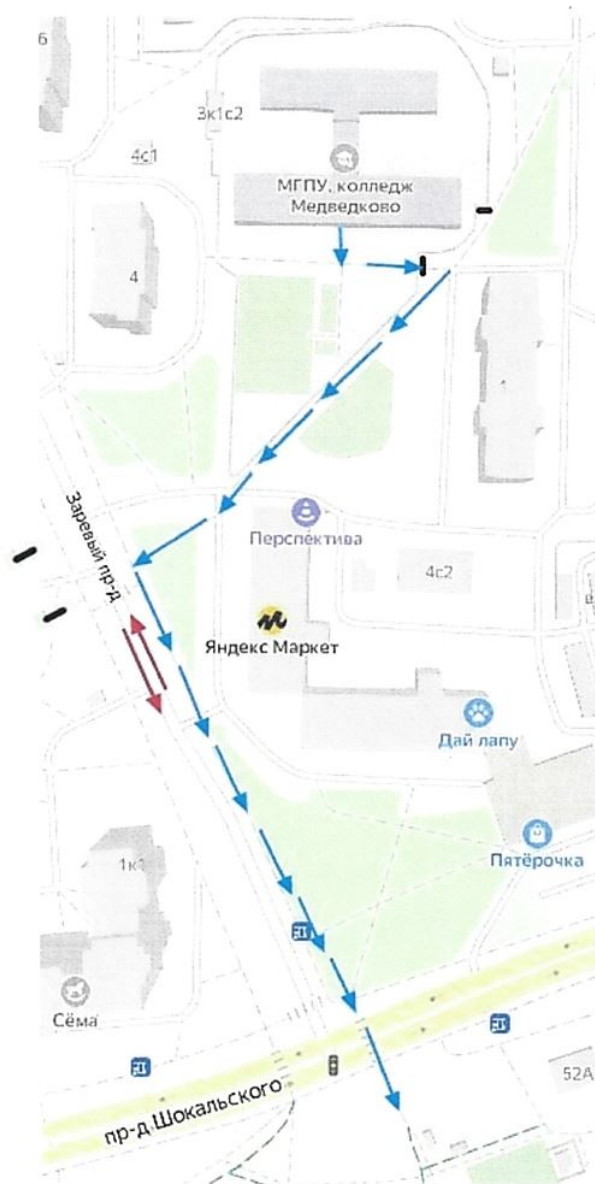 6
3к1с2
4с1
МГПУ, колледж
Медведково
4
Заревый пр-д
Перспектива
4с2
Яндекс Маркет
Дай лапу
Пятёрочка
1к1
Сёма
пр-д Шокальского
52А